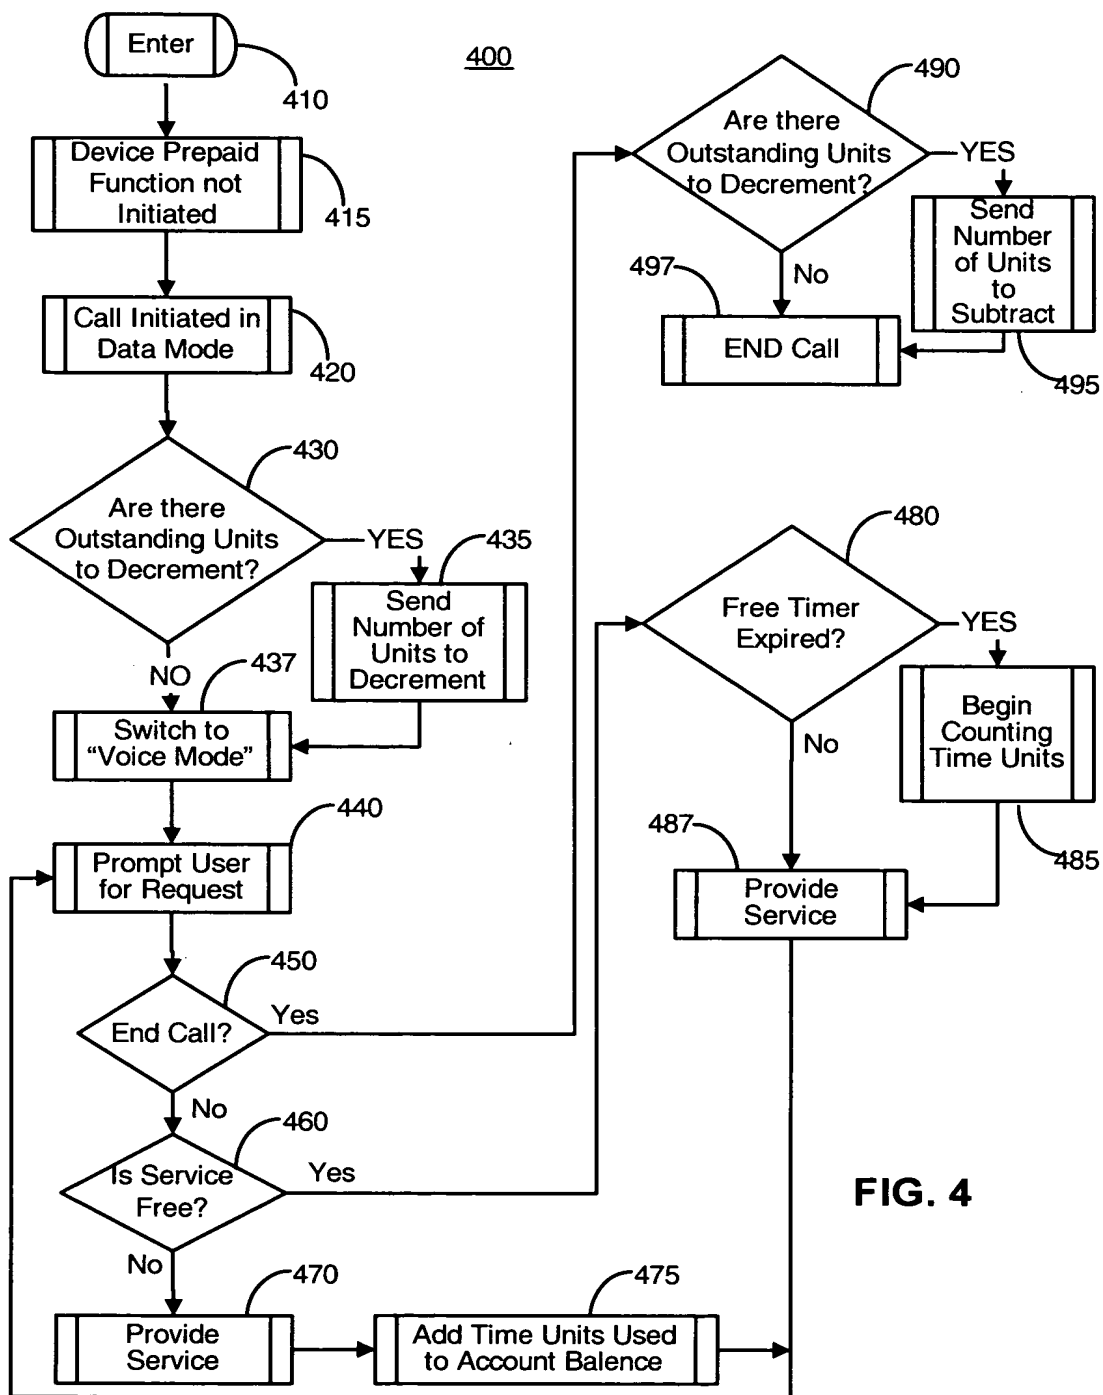 Enter
410
400
Device Prepaid
Function not
Initiated
415
Call Initiated in
Data Mode
420
430
Are there
Outstanding Units
to Decrement?
YES
435
Send
Number of
Units to
Decrement
NO
437
Switch to
“Voice Mode”
440
Prompt User
for Request
450
End Call?
Yes
No
460
Is Service
Free?
Yes
No
470
Provide
Service
475
Add Time Units Used
to Account Balence
490
Are there
Outstanding Units
to Decrement?
YES
Send
Number
of Units
to
Subtract
495
No
497
END Call
480
Free Timer
Expired?
YES
Begin
Counting
Time Units
485
No
487
Provide
Service
FIG. 4